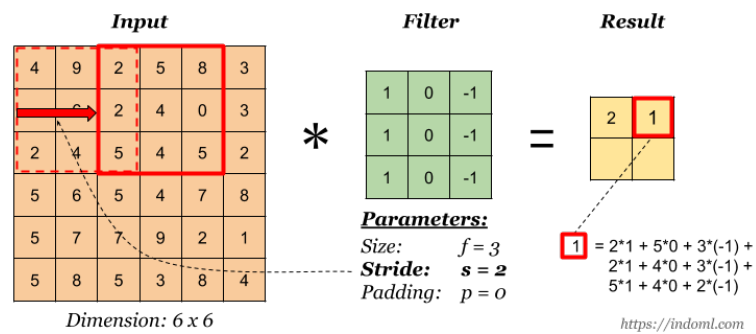 Input
Filter
Result
4 9 2 5 8 3
6 2 4 0 3
2 4 5 4 5 2
5 6 5 4 7 8
5 7 7 9 2 1
5 8 5 3 8 4
Dimension: 6 x 6
*
1 0 -1
1 0 -1
1 0 -1
=
2 1
Parameters:
Size: f = 3
Stride: s = 2
Padding: p = 0
1 = 2*1 + 5*0 + 3*(-1) +
2*1 + 4*0 + 3*(-1) +
5*1 + 4*0 + 2*(-1)
https://indoml.com